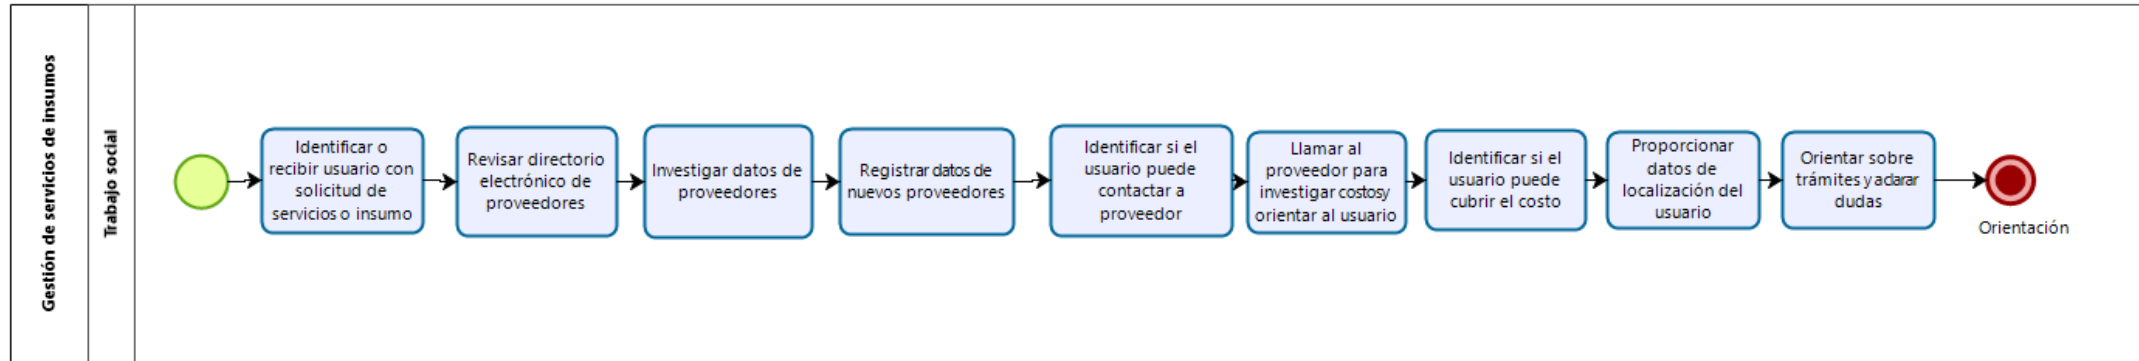 Gestión de servicios de insumos
Trabajo social
Identificar o
recibir usuario con
solicitud de
servicios o insumo
Revisar directorio
electrónico de
proveedores
Investigar datos de
proveedores
Registrar datos de
nuevos proveedores
Identificar si el
usuario puede
contactar a
proveedor
Llamar al
proveedor para
investigar costosy
orientar al usuario
Identificar si el
usuario puede
cubrir el costo
Proporcionar
datos de
localización del
usuario
Orientar sobre
trámites y aclarar
dudas
Orientación